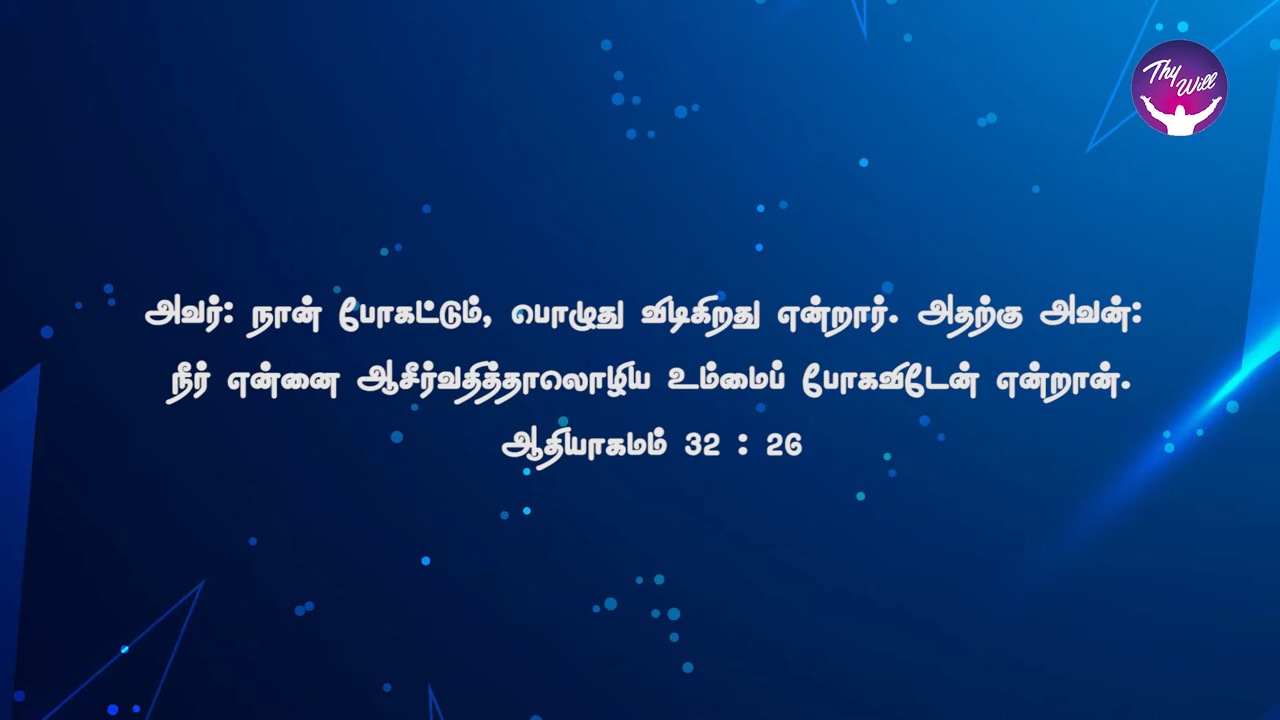 Thy Will
அவர்: நான் போகட்டும், பொழுது விடிகிறது என்றார். அதற்கு அவன்:
நீர் என்னை ஆசீர்வதித்தாலொழிய உம்மைப் போகவிடேன் என்றான்.
ஆதியாகமம் 32 : 26